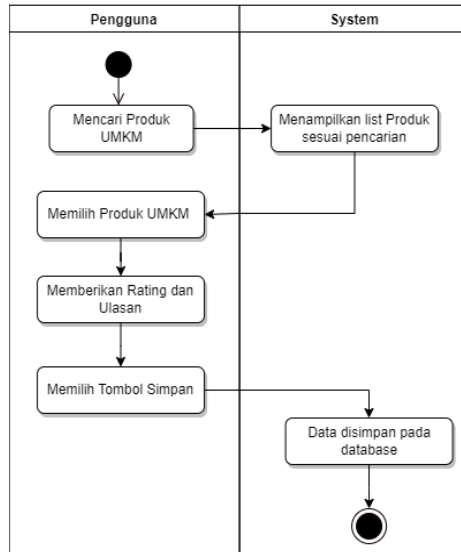 Pengguna
System
Mencari Produk
UMKM
Menampilkan list Produk
sesuai pencarian
Memilih Produk UMKM
Memberikan Rating dan
Ulasan
Memilih Tombol Simpan
Data disimpan pada
database